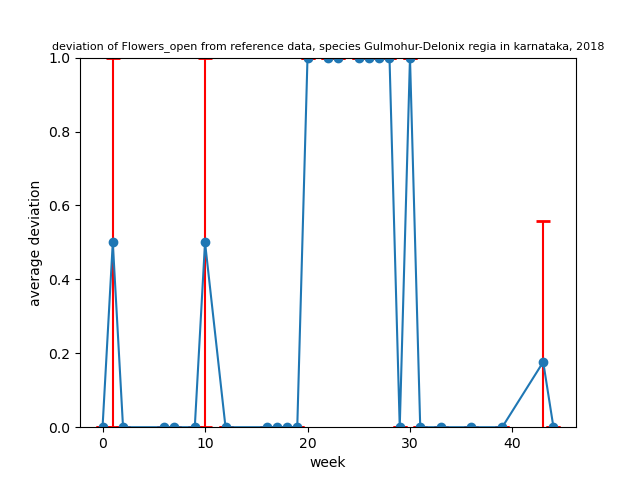 deviation of Flowers_open from reference data, species Gulmohur-Delonix regia in karnataka, 2018
1.0
0.8
0.6
0.4
0.2
0.0
average deviation
0 10 20 30 40
week